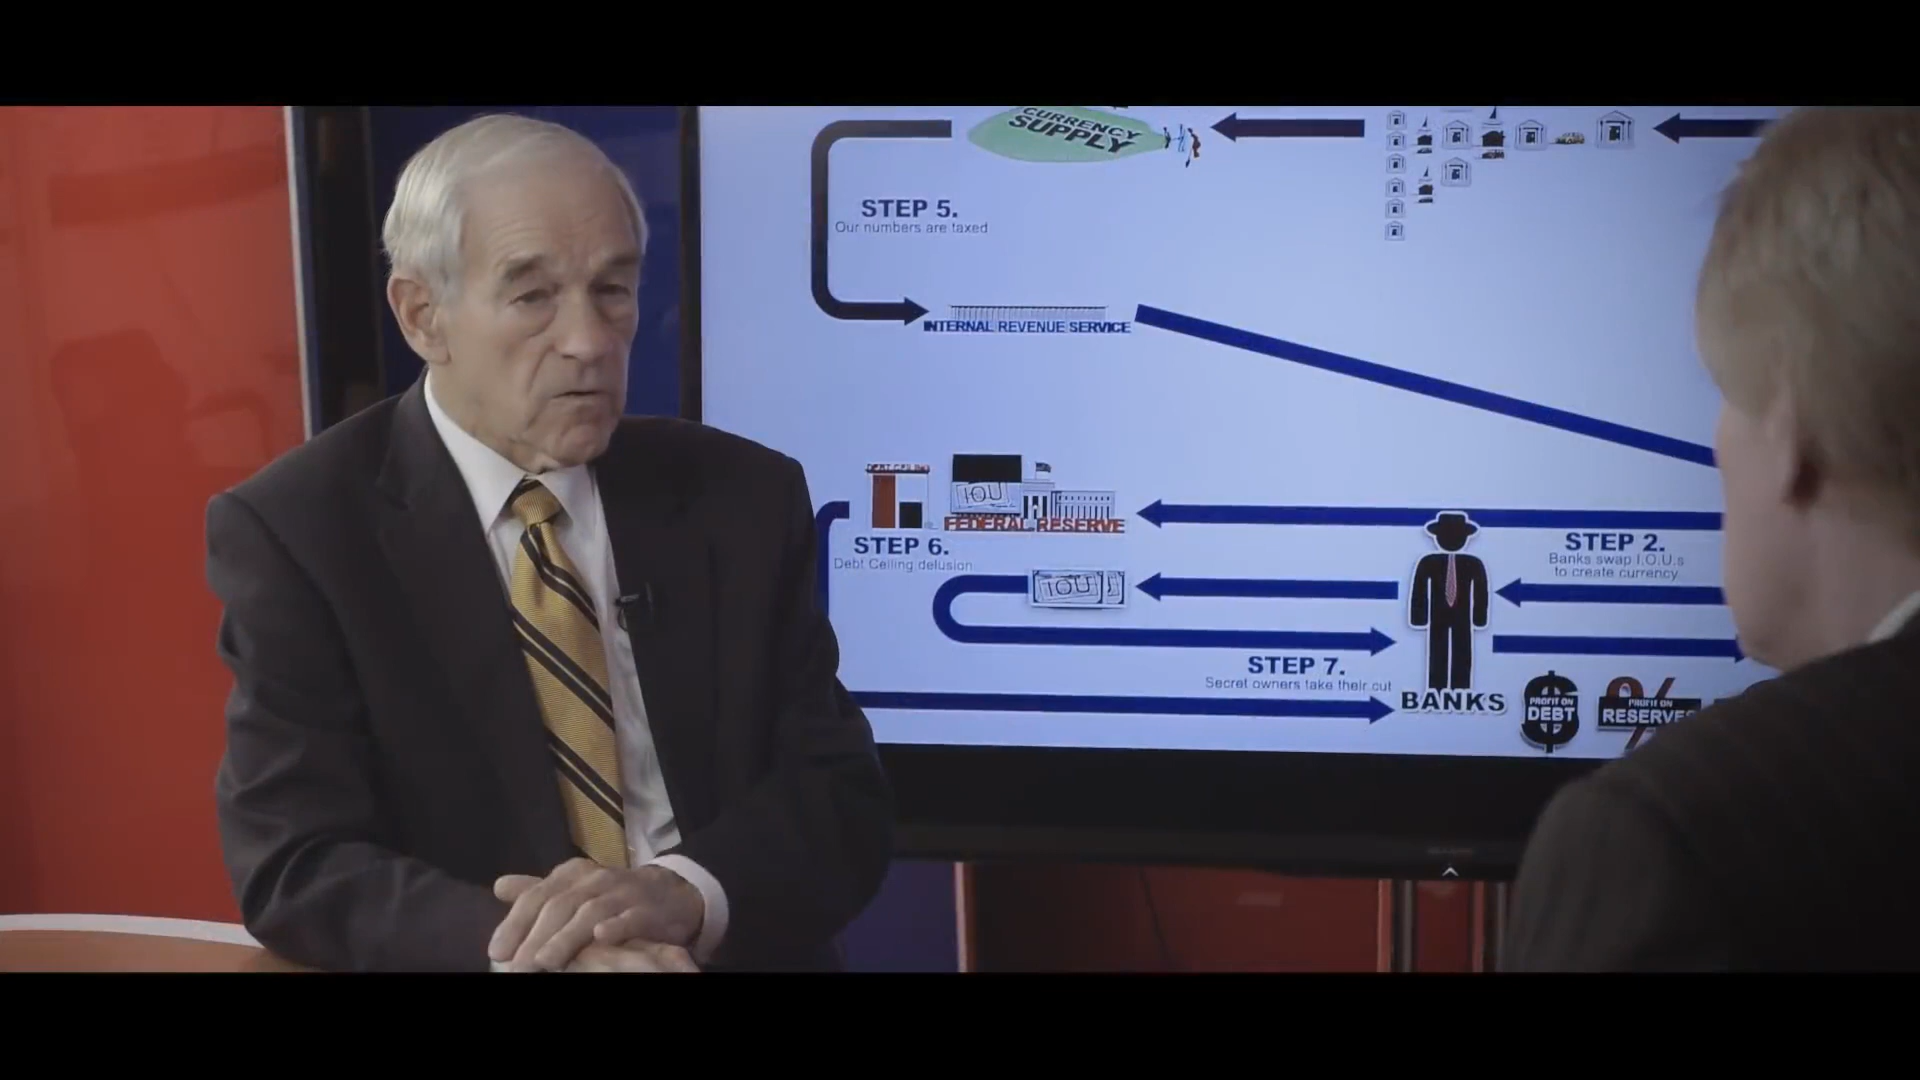 CURRENCY
SUPPLY
STEP 5.
Our numbers are taxed
INTERNAL REVENUE SERVICE
DEBT CEILING
IOU
FEDERAL RESERVE
STEP 6.
Debt Ceiling delusion
STEP 2.
Banks swap I.O.U.s
to create currency
IOU
STEP 7.
Secret owners take their cut
BANKS
PROFIT ON
DEBT
PROFIT ON
RESERVES